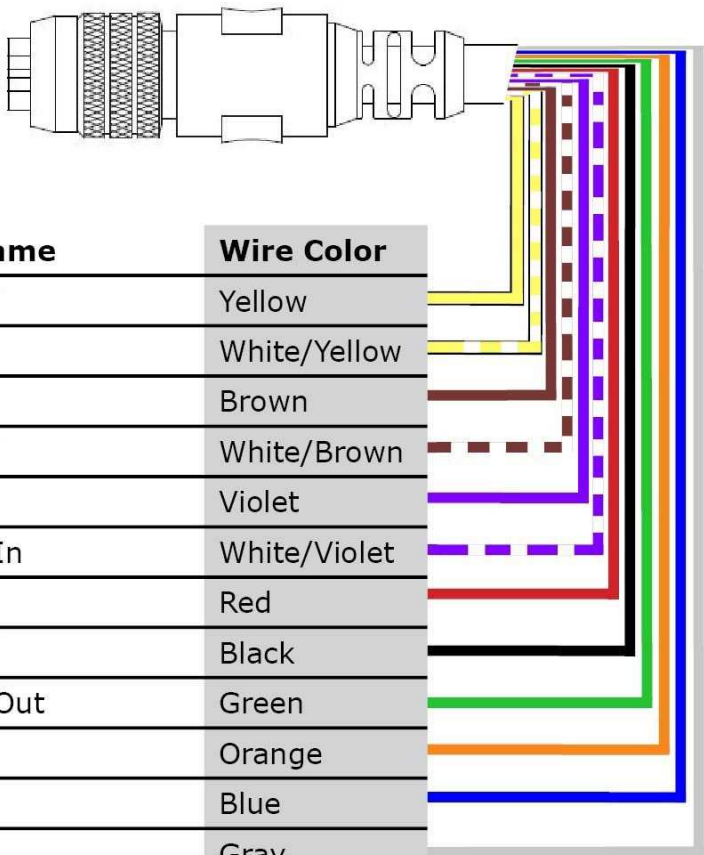 ame Wire Color
Yellow
White/Yellow
Brown
White/Brown
Violet
In White/Violet
Red
Black
Out Green
Orange
Blue
Gray